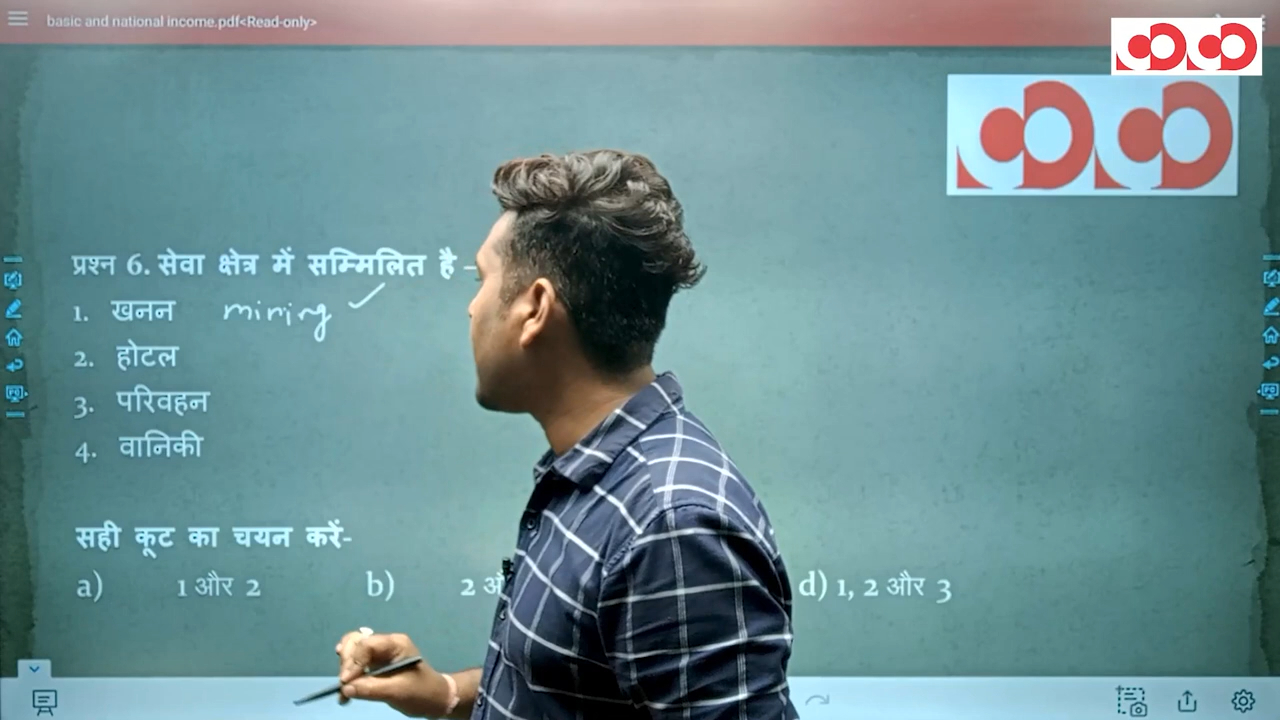 basic and national income.pdf<Read-only>
प्रश्न 6. सेवा क्षेत्र में सम्मिलित है -
1. खनन mining
2. होटल
3. परिवहन
4. वानिकी
सही कूट का चयन करें-
a) 1 और 2 b) 2 d) 1, 2 और 3